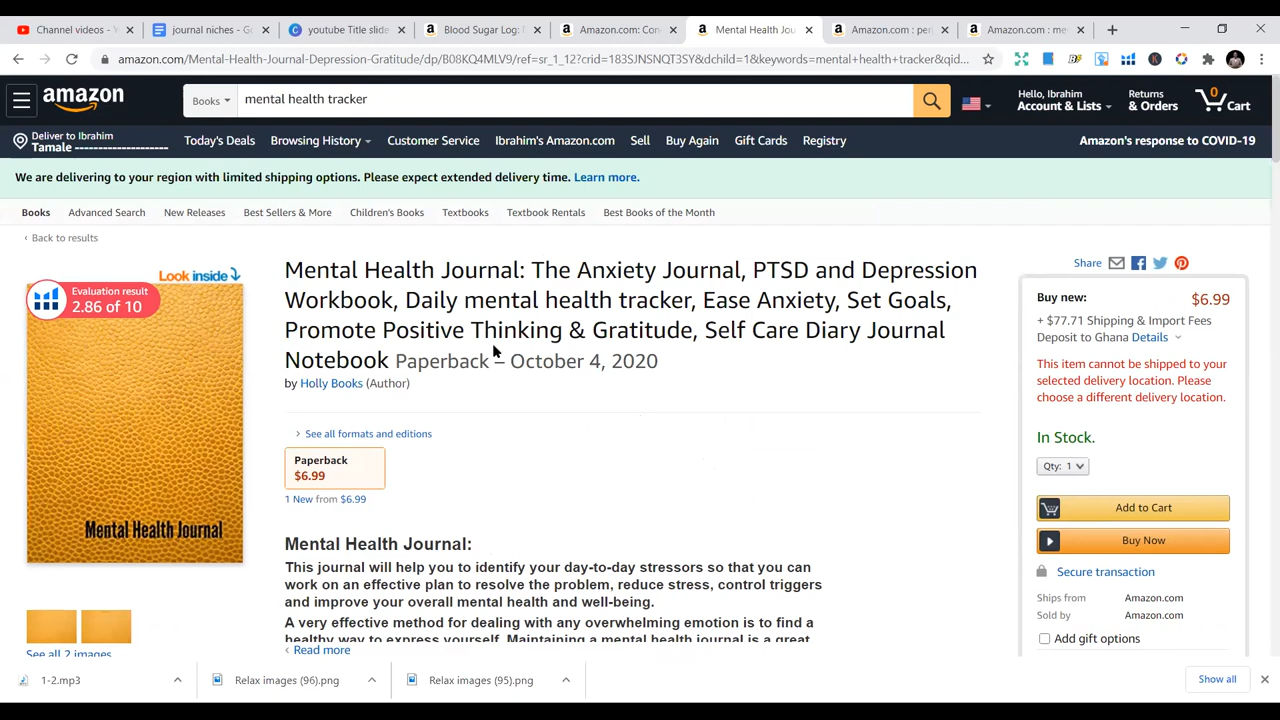 Channel videos - Y
journal niches - Go
youtube Title slide
Blood Sugar Log: D
Amazon.com: Con
Mental Health Jou
Amazon.com : peri
Amazon.com : me
amazon.com/Mental-Health-Journal-Depression-Gratitude/dp/B08KQJMLV9/ref=sr_1_12?crid=183SJNSNQT3SY&dchild=1&keywords=mental+health+tracker&qid...
amazon
Books
mental health tracker
Hello, Ibrahim
Account & Lists
Returns
& Orders
0
Cart
Deliver to Ibrahim
Tamale ---------------------
Today's Deals
Browsing History
Customer Service
Ibrahim's Amazon.com
Sell
Buy Again
Gift Cards
Registry
Amazon's response to COVID-19
We are delivering to your region with limited shipping options. Please expect extended delivery time. Learn more.
Books
Advanced Search
New Releases
Best Sellers & More
Children's Books
Textbooks
Textbook Rentals
Best Books of the Month
‹ Back to results
Look inside
Evaluation result
2.86 of 10
Mental Health Journal
See all 2 images
Mental Health Journal: The Anxiety Journal, PTSD and Depression
Workbook, Daily mental health tracker, Ease Anxiety, Set Goals,
Promote Positive Thinking & Gratitude, Self Care Diary Journal
Notebook Paperback – October 4, 2020
by Holly Books (Author)
› See all formats and editions
Paperback
$6.99
1 New from $6.99
Mental Health Journal:
This journal will help you to identify your day-to-day stressors so that you can
work on an effective plan to resolve the problem, reduce stress, control triggers
and improve your overall mental health and well-being.
A very effective method for dealing with any overwhelming emotion is to find a
healthy way to express yourself. Maintaining a mental health journal is a great
‹ Read more
Share
Buy new:
$6.99
+ $77.71 Shipping & Import Fees
Deposit to Ghana Details
This item cannot be shipped to your
selected delivery location. Please
choose a different delivery location.
In Stock.
Qty: 1
Add to Cart
Buy Now
Secure transaction
Ships from Amazon.com
Sold by Amazon.com
Add gift options
1-2.mp3
Relax images (96).png
Relax images (95).png
Show all